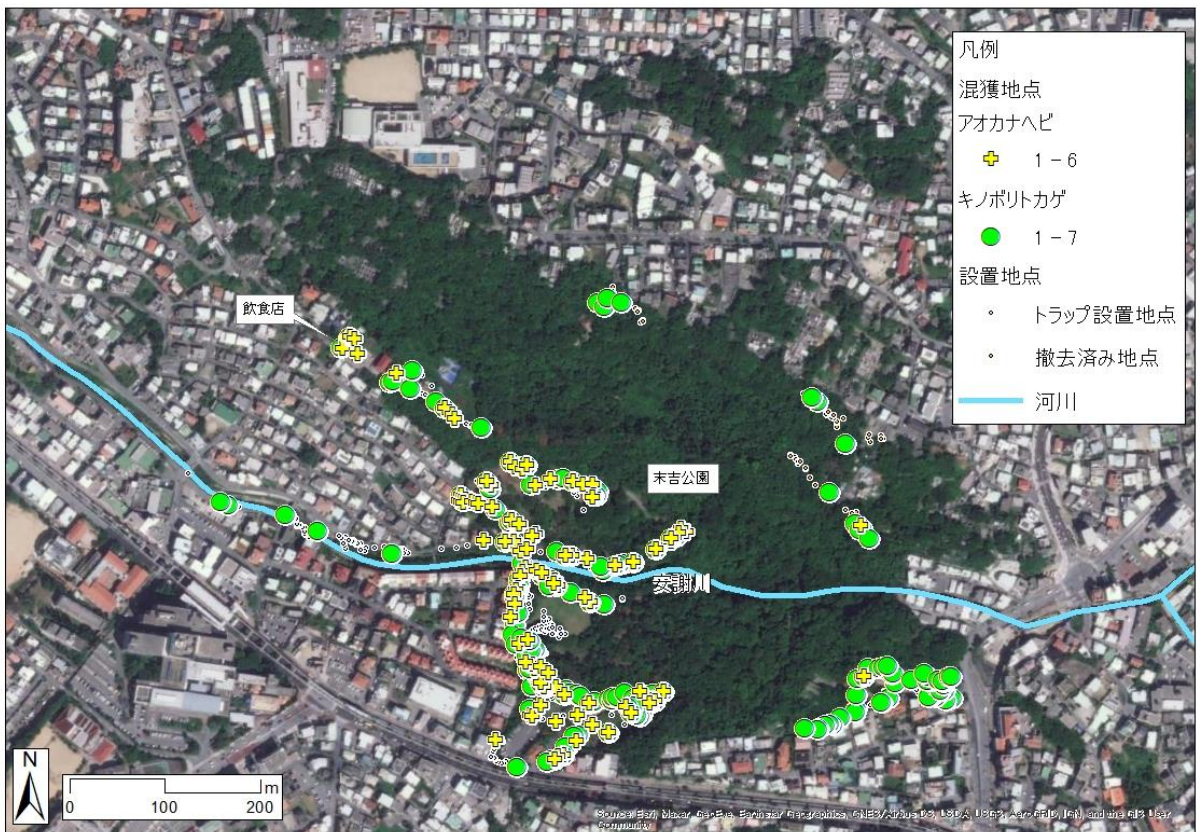 凡例
混獲地点
アオカナヘビ
1 - 6
キノボリトカゲ
1 - 7
設置地点
トラップ設置地点
撤去済み地点
河川
飲食店
末吉公園
安謝川
N
m
0 100 200
Source: Esri, Maxar, GeoEye, Earthstar Geographics, CNES/Airbus DS, USDA, USGS, AeroGRID, IGN, and the GIS User
Community